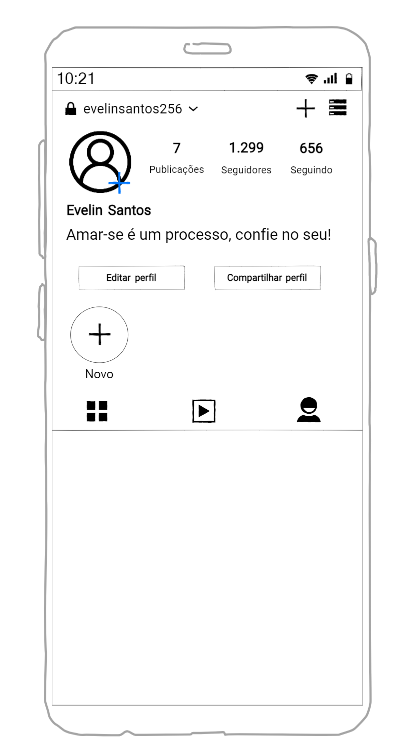 10:21
evelinsantos256
7 1.299 656
Publicações Seguidores Seguindo
Evelin Santos
Amar-se é um processo, confie no seu!
Editar perfil Compartilhar perfil
Novo